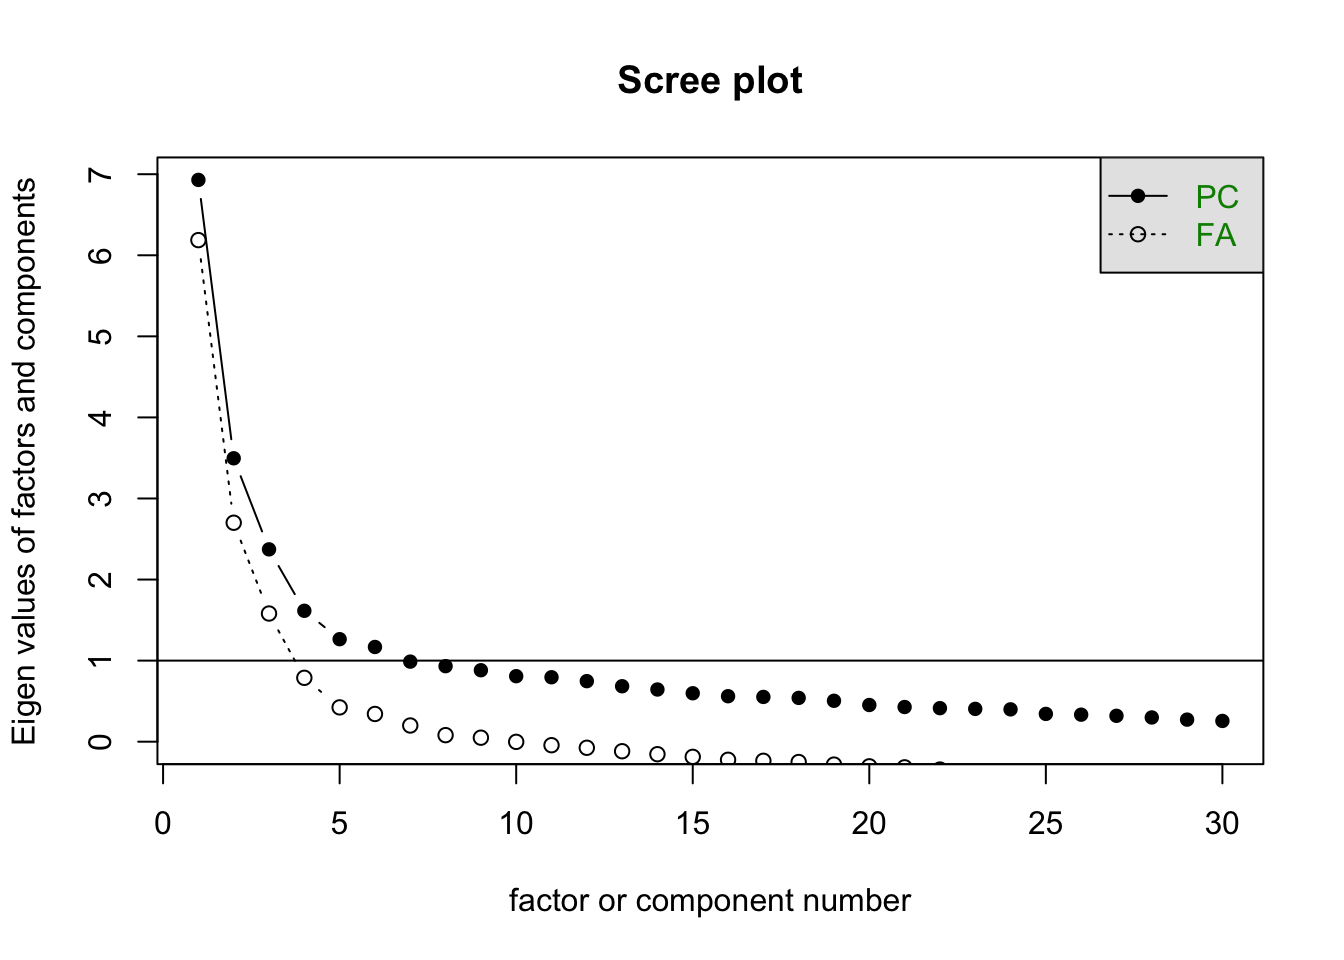 Scree plot
PC
FA
Eigen values of factors and components
7
6
5
4
3
2
1
0
0 5 10 15 20 25 30
factor or component number